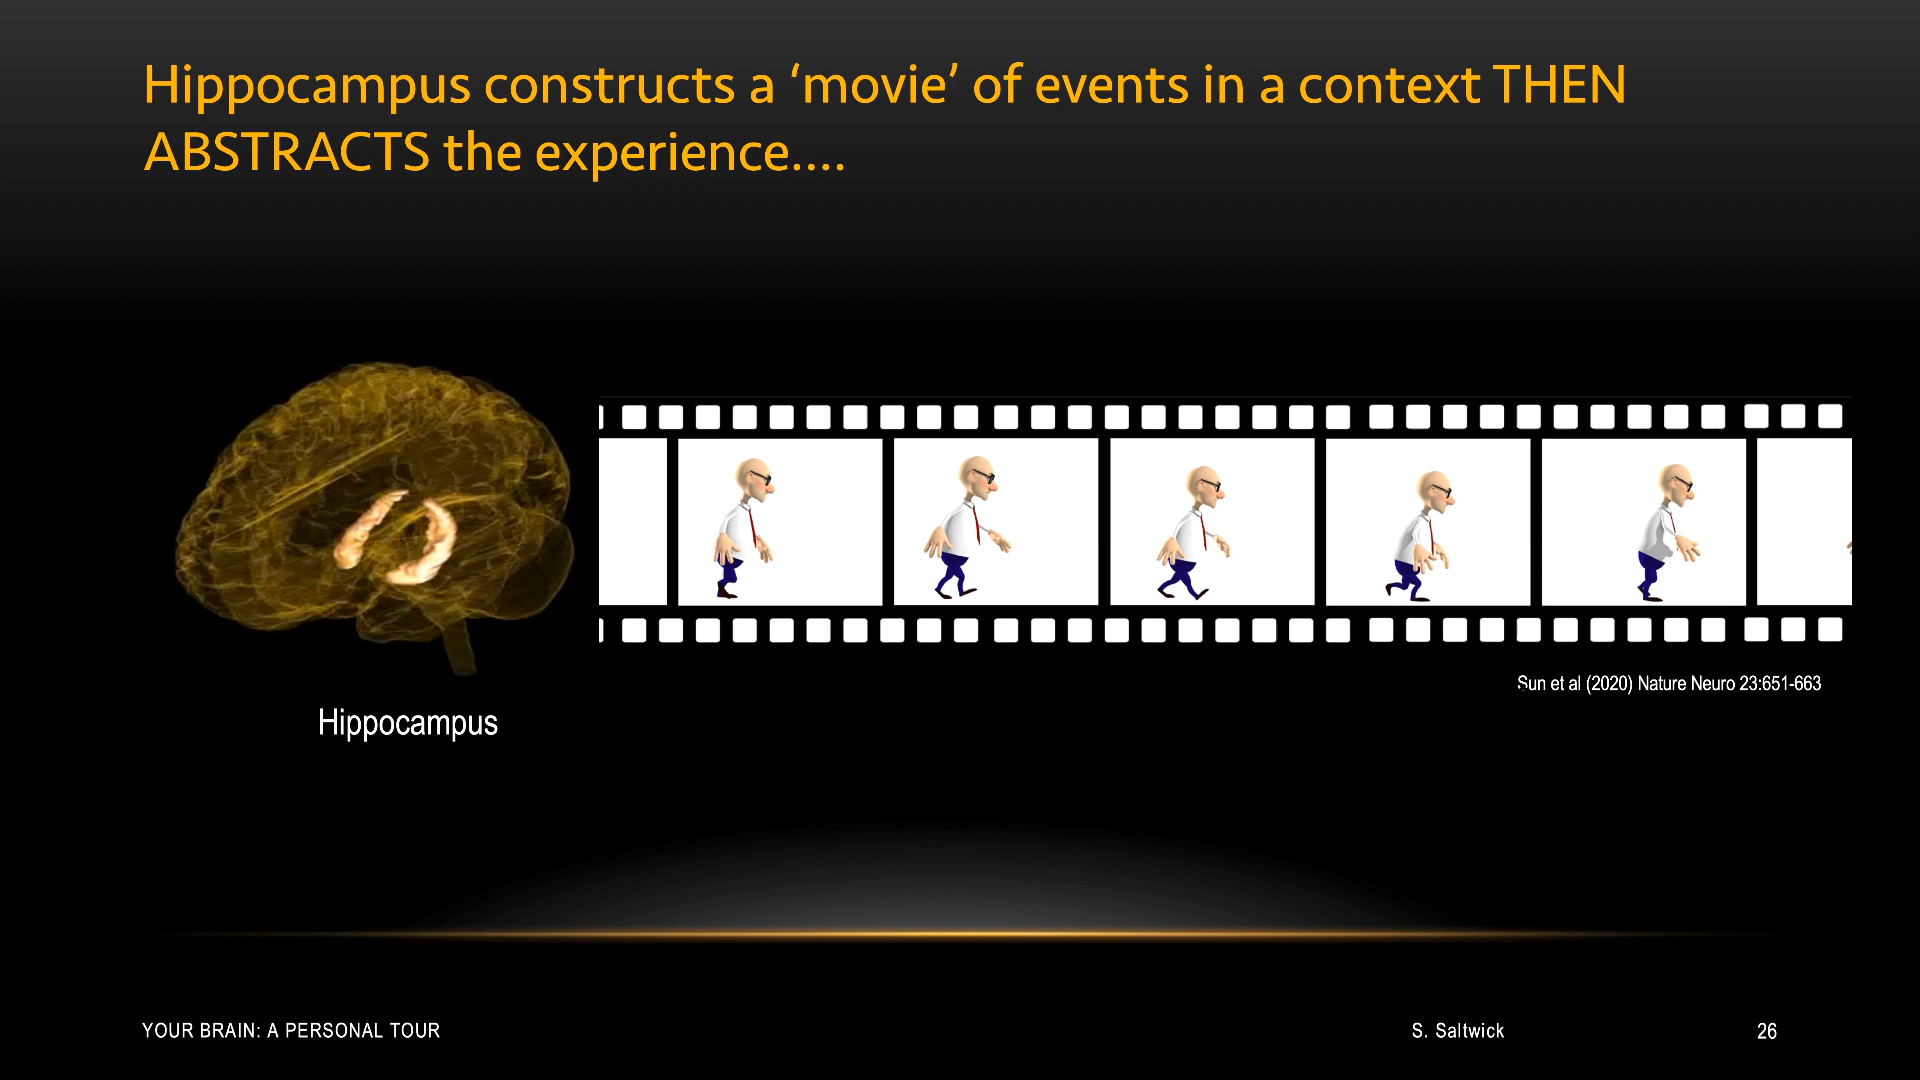 Hippocampus constructs a ‘movie’ of events in a context THEN
ABSTRACTS the experience....
Sun et al (2020) Nature Neuro 23:651-663
Hippocampus
YOUR BRAIN: A PERSONAL TOUR
S. Saltwick
26